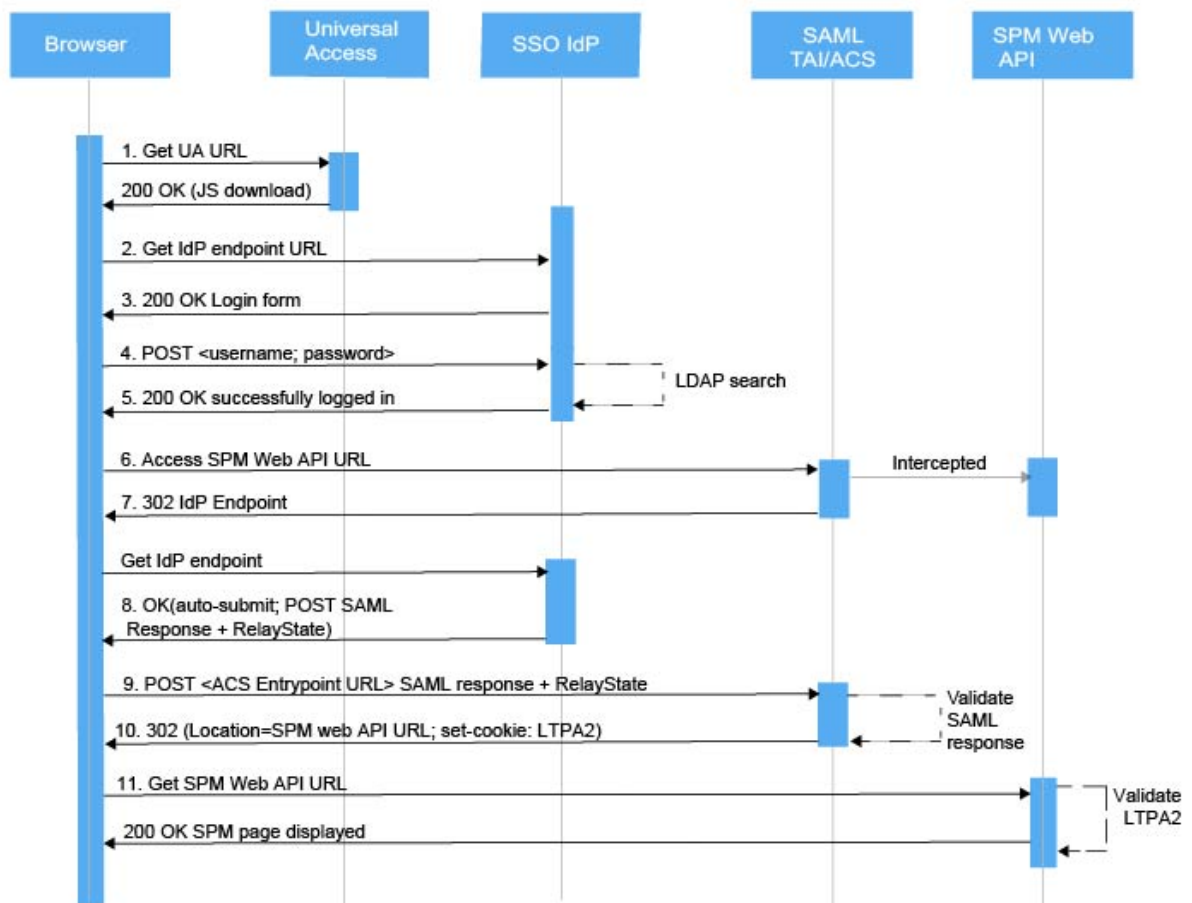 Browser
Universal
Access
SSO IdP
SAML
TAI/ACS
SPM Web
API
1. Get UA URL
200 OK (JS download)
2. Get IdP endpoint URL
3. 200 OK Login form
4. POST <username; password>
LDAP search
5. 200 OK successfully logged in
6. Access SPM Web API URL
Intercepted
7. 302 IdP Endpoint
Get IdP endpoint
8. OK(auto-submit; POST SAML
Response + RelayState)
9. POST <ACS Entrypoint URL> SAML response + RelayState
Validate
SAML
response
10. 302 (Location=SPM web API URL; set-cookie: LTPA2)
11. Get SPM Web API URL
Validate
LTPA2
200 OK SPM page displayed